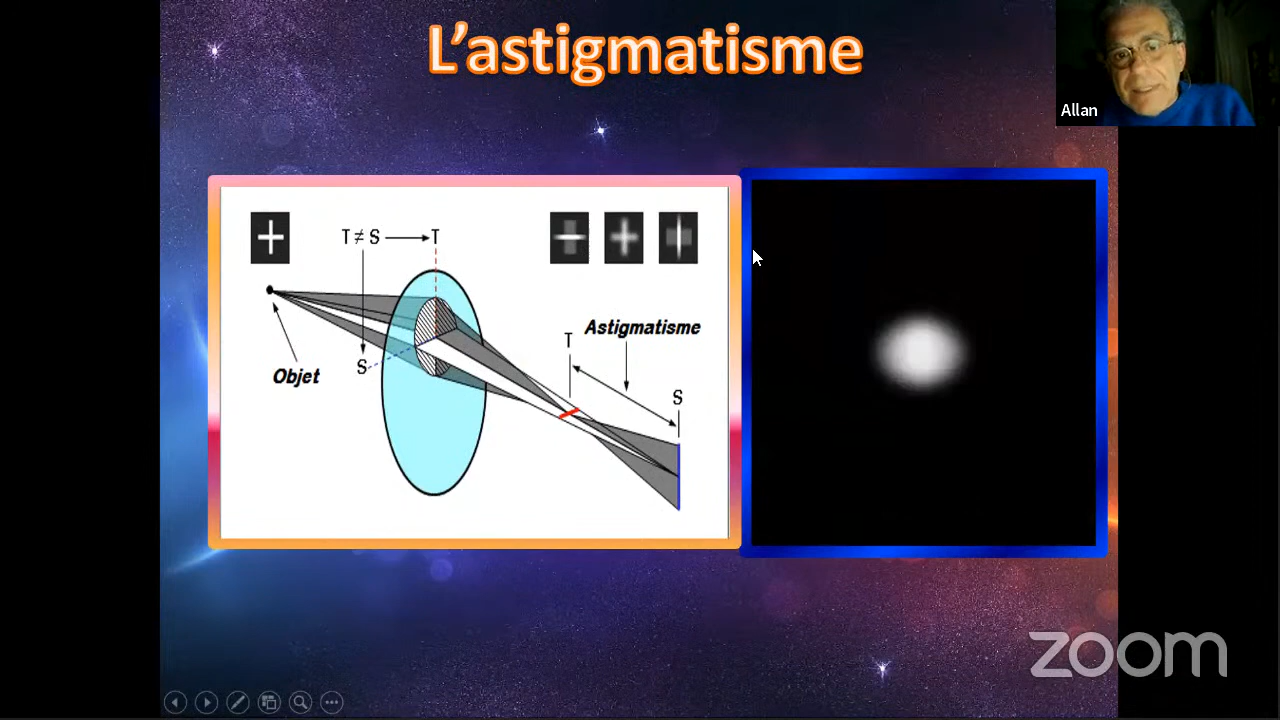 L'astigmatisme
Allan
T ≠ S
T
S
Objet
Astigmatisme
T
S
zoom